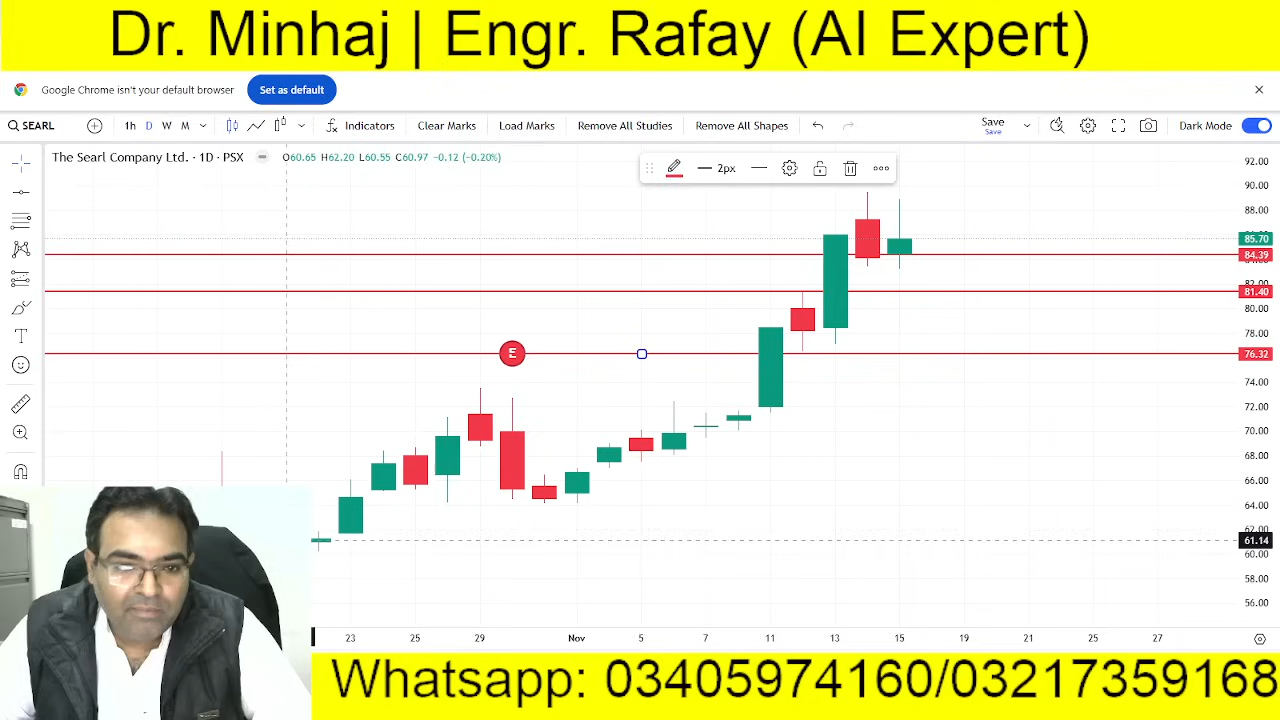 Dr. Minhaj | Engr. Rafay (AI Expert)
Google Chrome isn't your default browser Set as default
SEARL 1h D W M Indicators Clear Marks Load Marks Remove All Studies Remove All Shapes Save Save Dark Mode
The Searl Company Ltd. · 1D · PSX O60.65 H62.20 L60.55 C60.97 -0.12 (-0.20%)
2px
92.00
90.00
88.00
85.70
84.39
82.00
81.40
80.00
78.00
E
76.32
74.00
72.00
70.00
68.00
66.00
64.00
62.00
61.14
60.00
58.00
56.00
23 25 29 Nov 5 7 11 13 15 19 21 25 27
Whatsapp: 03405974160/03217359168